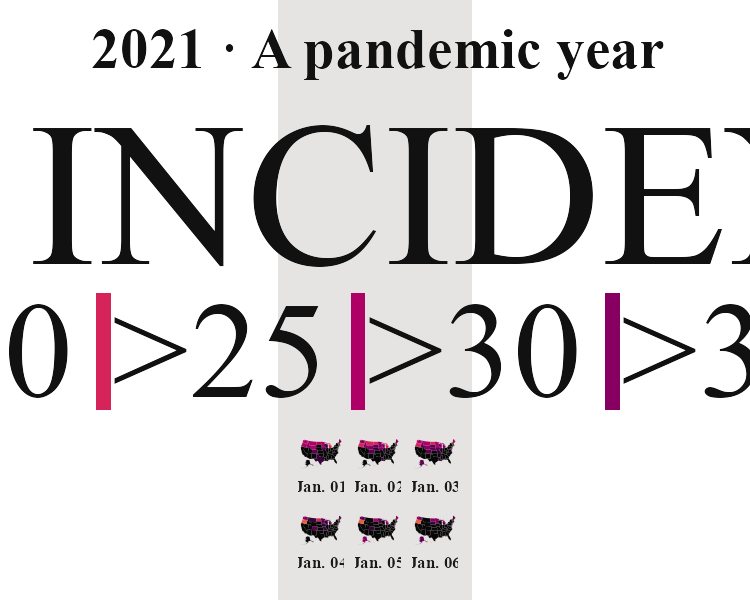 2021 · A pandemic year
INCIDE
0 >25 >30 >3
Jan. 01 Jan. 02 Jan. 03
Jan. 04 Jan. 05 Jan. 06